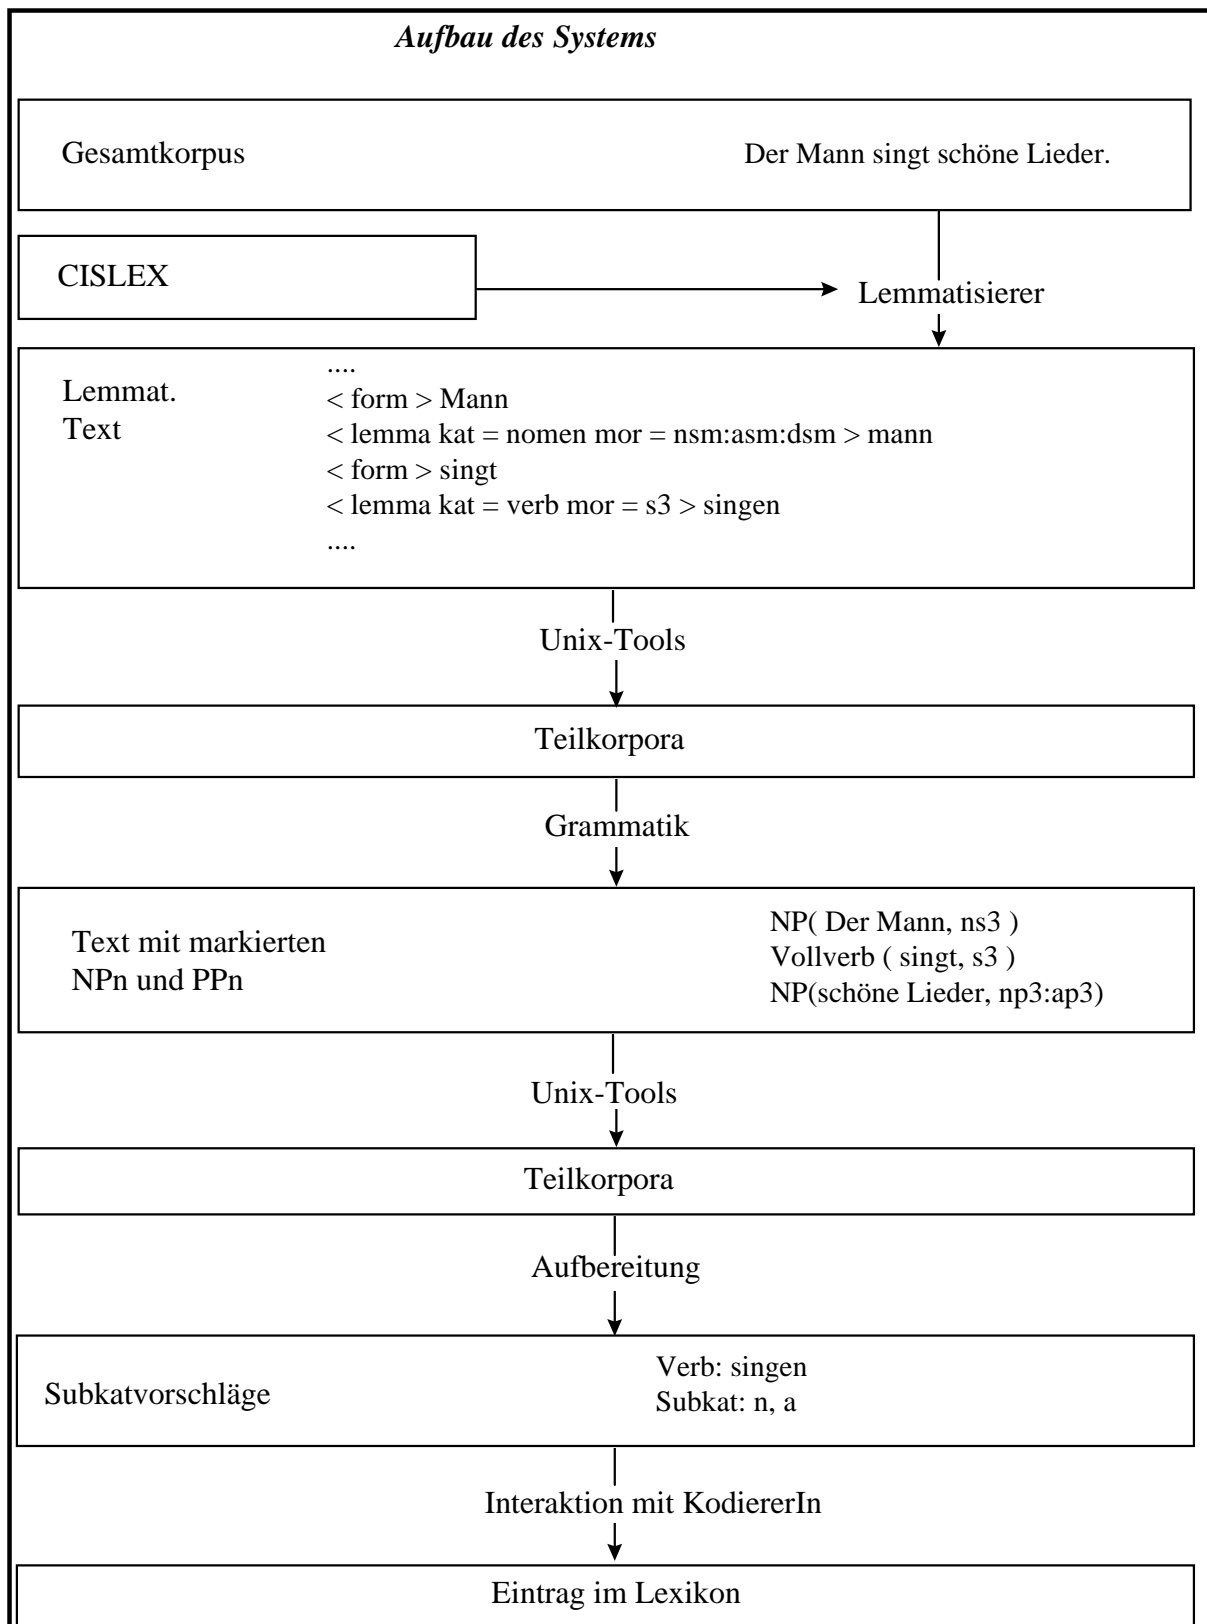 Aufbau des Systems
Gesamtkorpus
Der Mann singt schöne Lieder.
CISLEX
Lemmatisierer
Lemmat.
Text
....
< form > Mann
< lemma kat = nomen mor = nsm:asm:dsm > mann
< form > singt
< lemma kat = verb mor = s3 > singen
....
Unix-Tools
Teilkorpora
Grammatik
Text mit markierten
NPn und PPn
NP( Der Mann, ns3 )
Vollverb ( singt, s3 )
NP(schöne Lieder, np3:ap3)
Unix-Tools
Teilkorpora
Aufbereitung
Subkatvorschläge
Verb: singen
Subkat: n, a
Interaktion mit KodiererIn
Eintrag im Lexikon